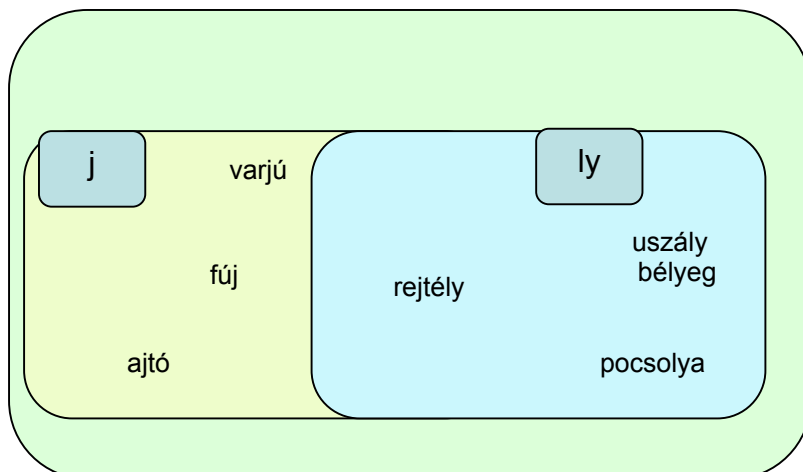 j
varjú
fúj
ajtó
rejtély
ly
uszály
bélyeg
pocsolya